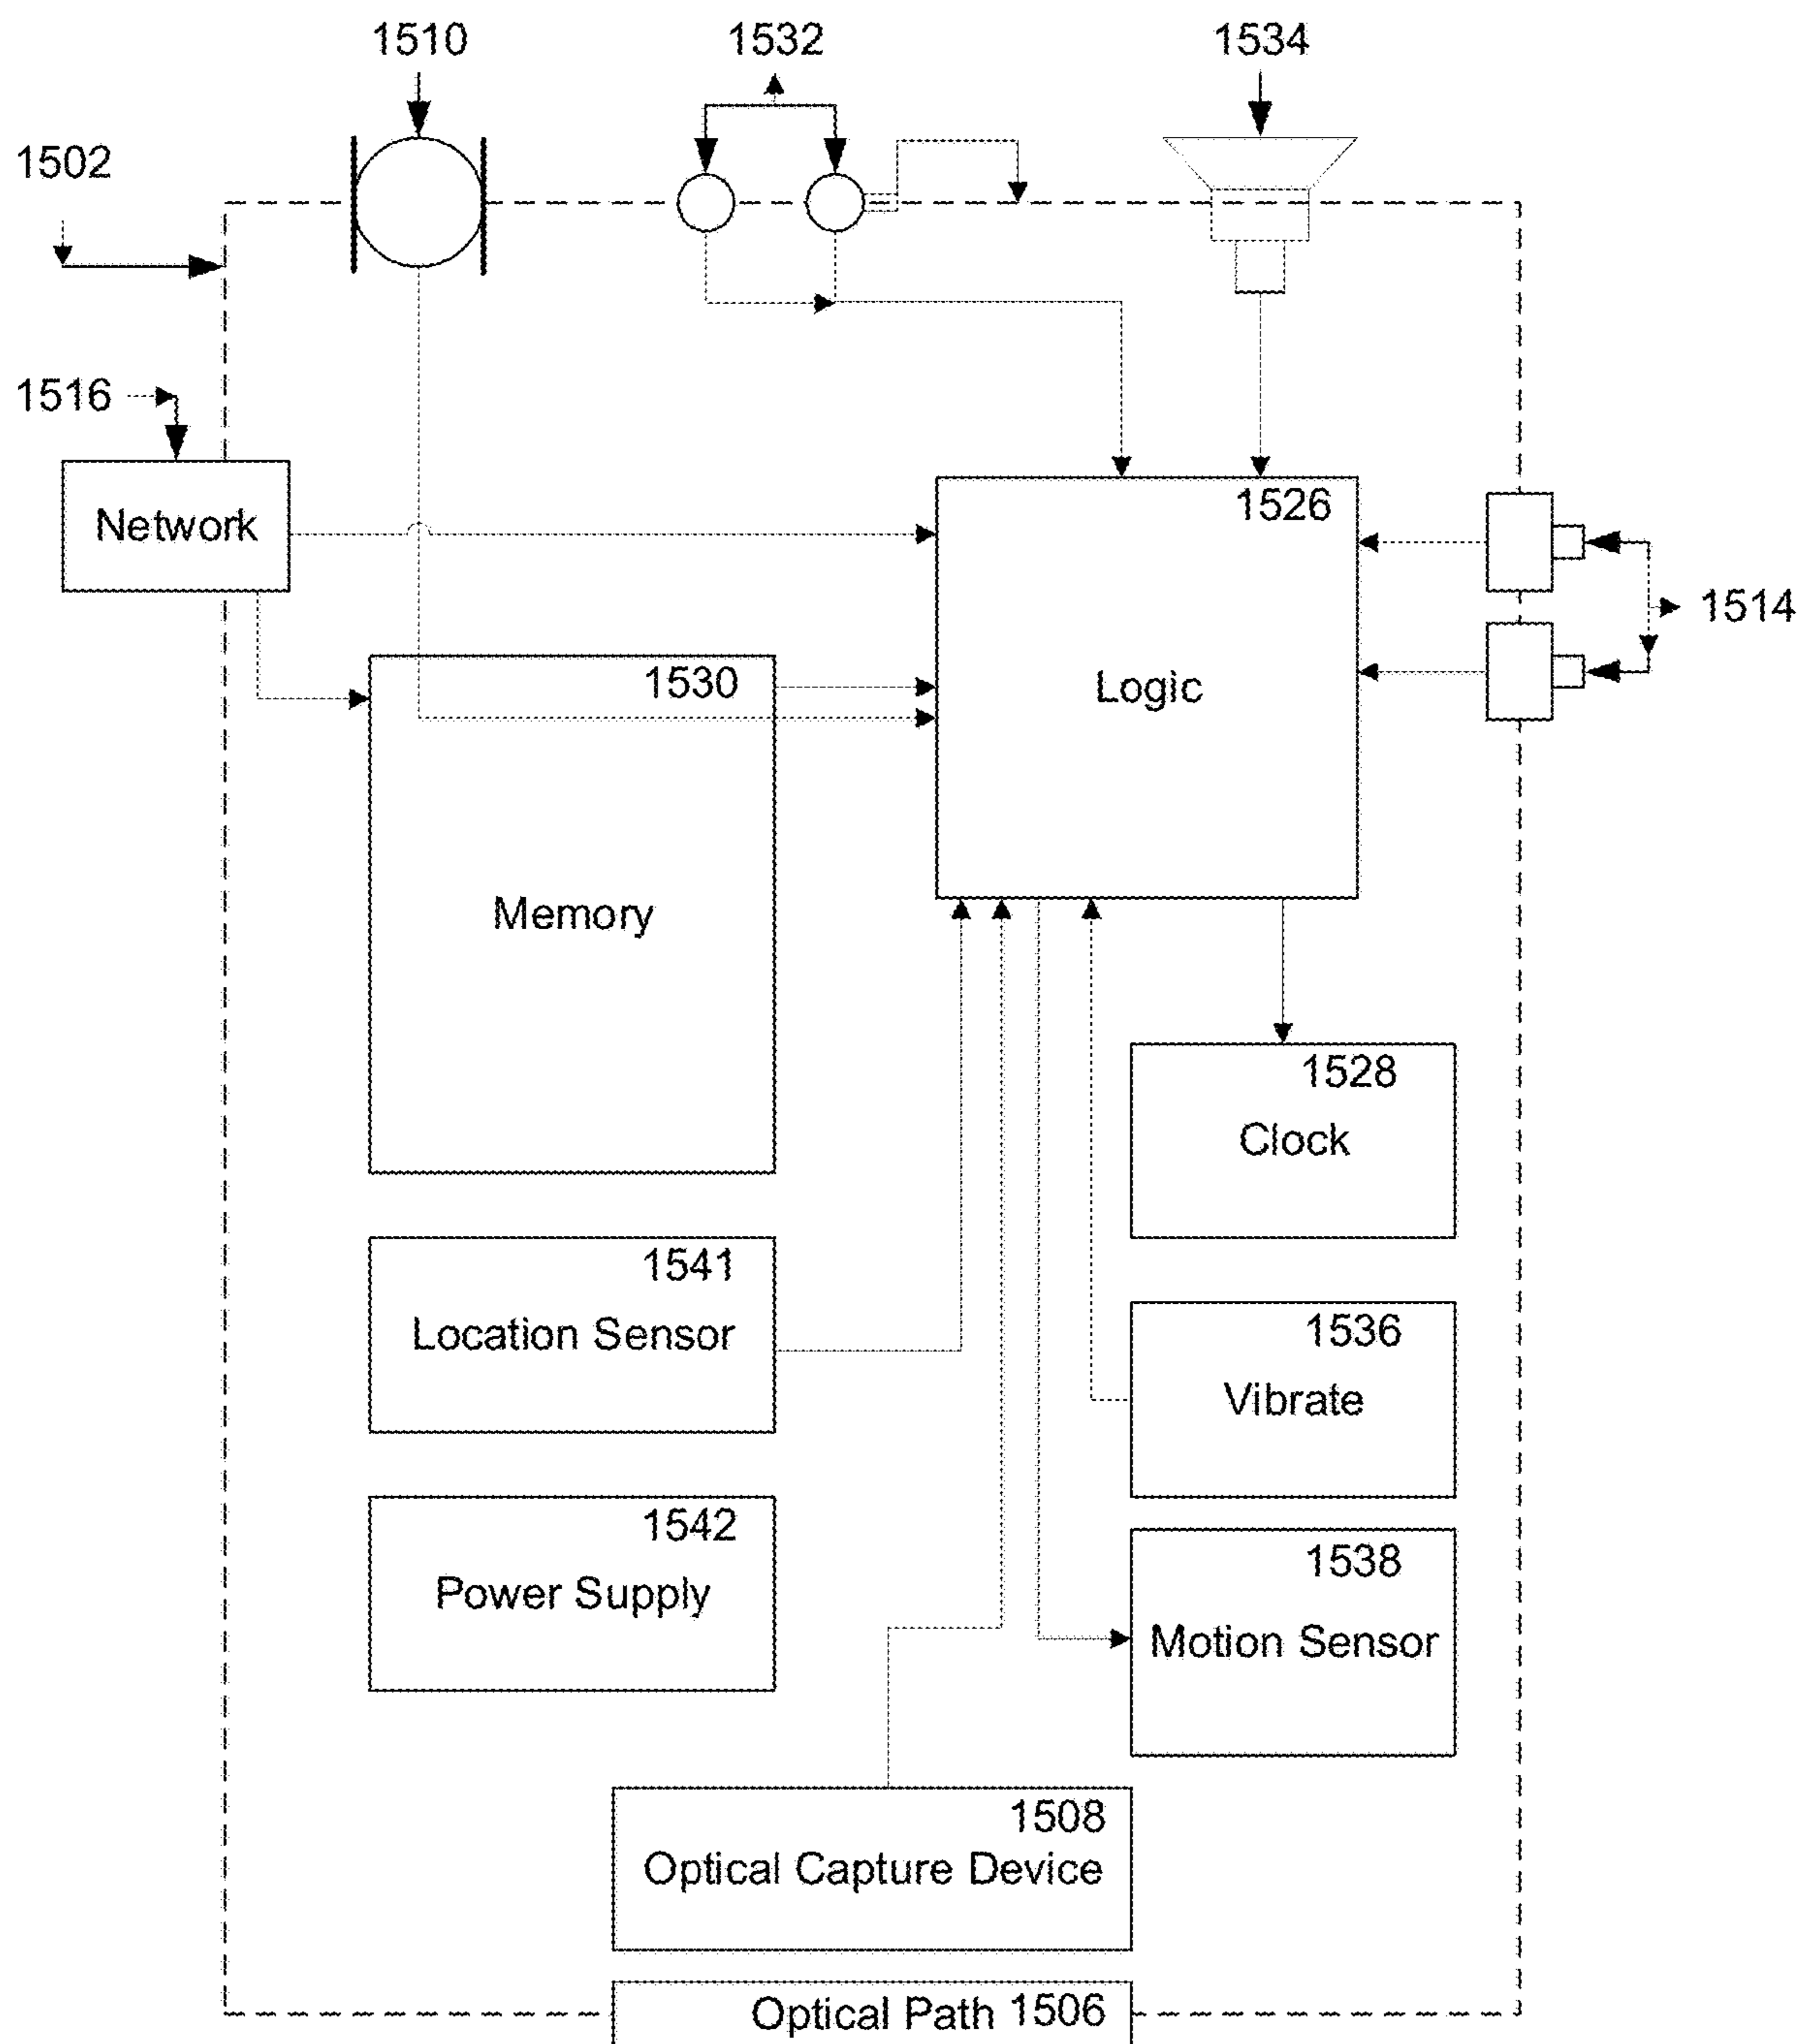 1510
1532
1534
1502
1516
Network
1526
Logic
1514
1530
Memory
1528
Clock
1541
Location Sensor
1536
Vibrate
1542
Power Supply
1538
Motion Sensor
1508
Optical Capture Device
Optical Path 1506